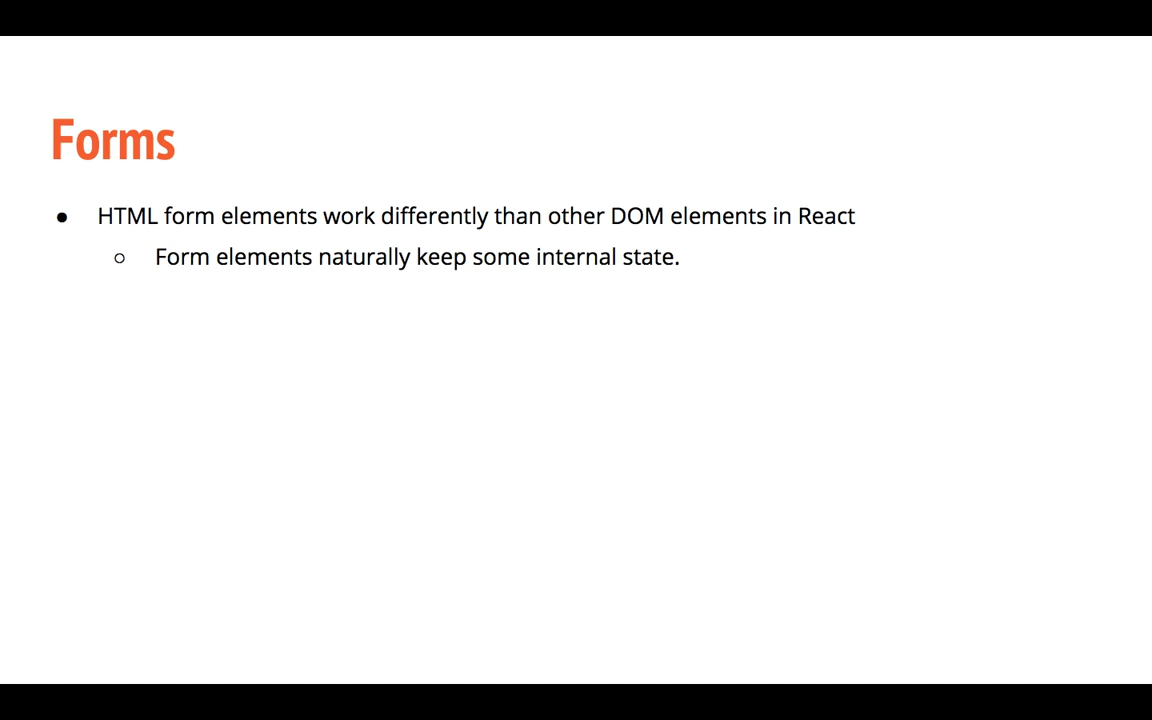 Forms
● HTML form elements work differently than other DOM elements in React
○ Form elements naturally keep some internal state.